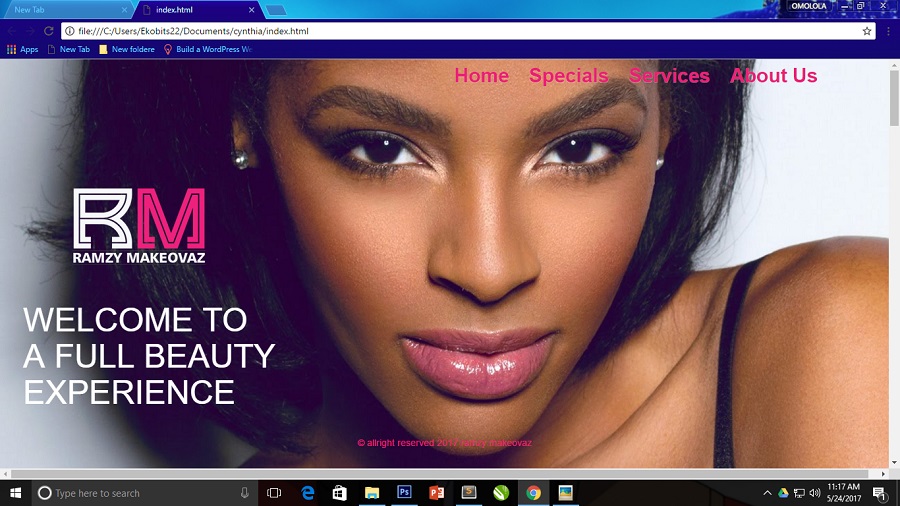 New Tab
index.html
OMOLOLA
file:///C:/Users/Ekobits22/Documents/cynthia/index.html
Apps New Tab New foldere Build a WordPress We
Home Specials Services About Us
RM
RAMZY MAKEOVAZ
WELCOME TO
A FULL BEAUTY
EXPERIENCE
© allright reserved 2017 ramzy makeovaz
Type here to search
11:17 AM
5/24/2017
1